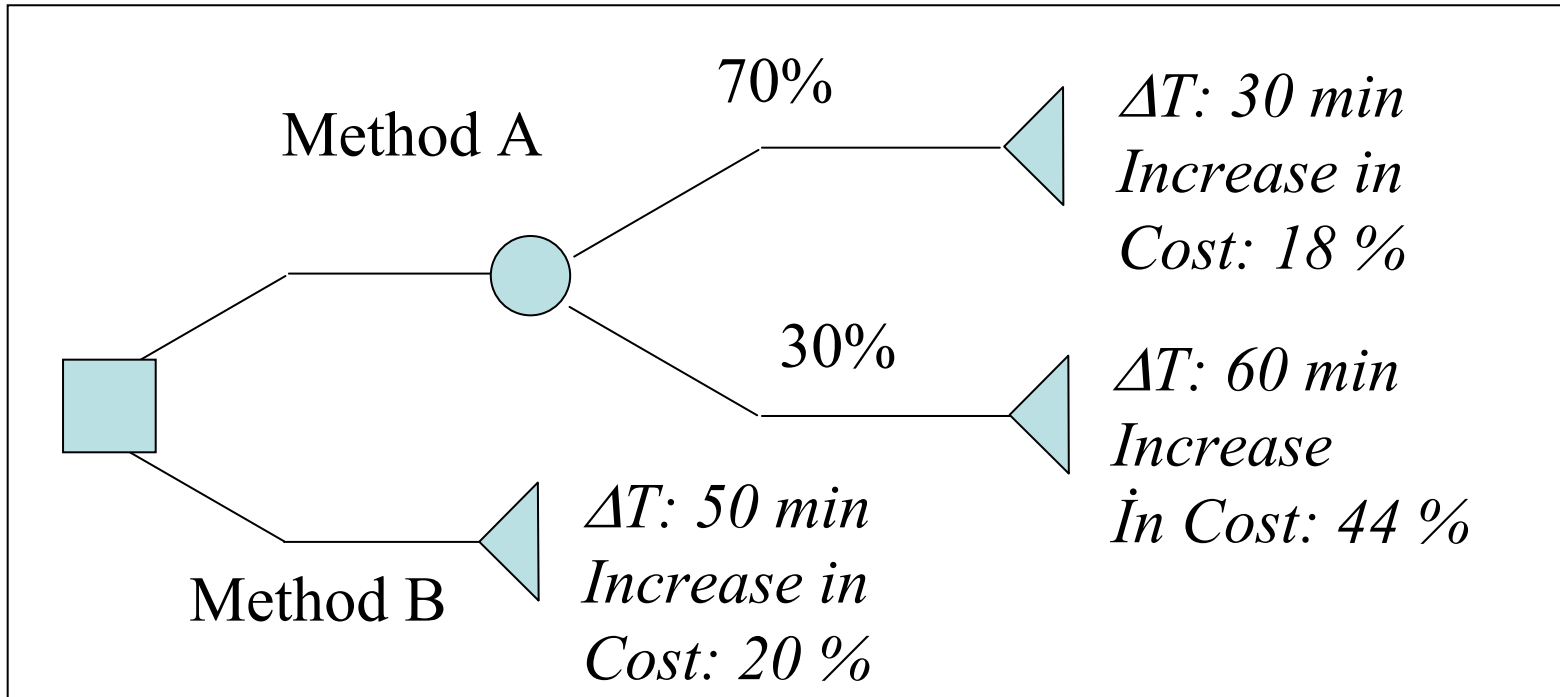 70%
Method A
ΔT: 30 min
Increase in
Cost: 18 %
30%
ΔT: 60 min
Increase
İn Cost: 44 %
Method B
ΔT: 50 min
Increase in
Cost: 20 %